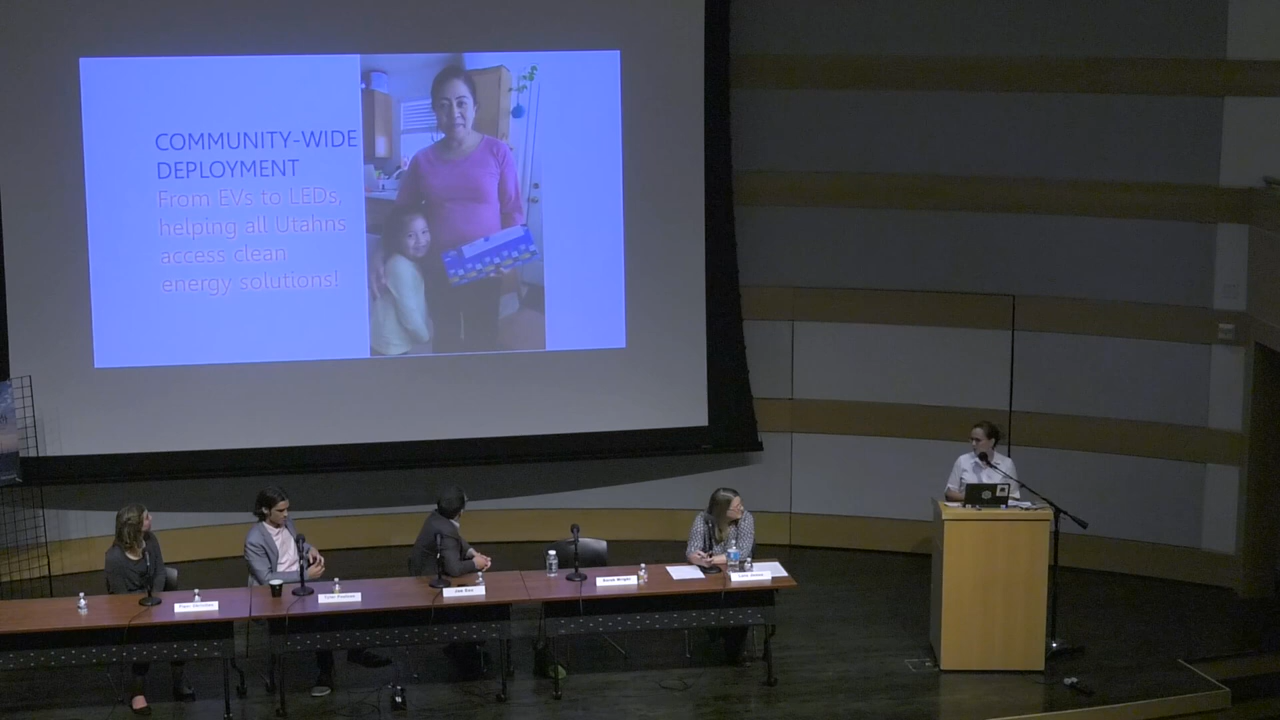 COMMUNITY-WIDE
DEPLOYMENT
From EVs to LEDs,
helping all Utahns
access clean
energy solutions!
Sarah Wright